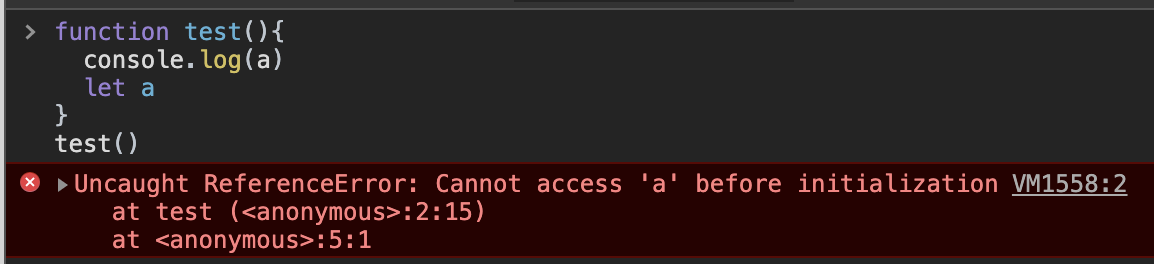 > function test(){
console.log(a)
let a
}
test()
Uncaught ReferenceError: Cannot access 'a' before initialization VM1558:2
at test (<anonymous>:2:15)
at <anonymous>:5:1